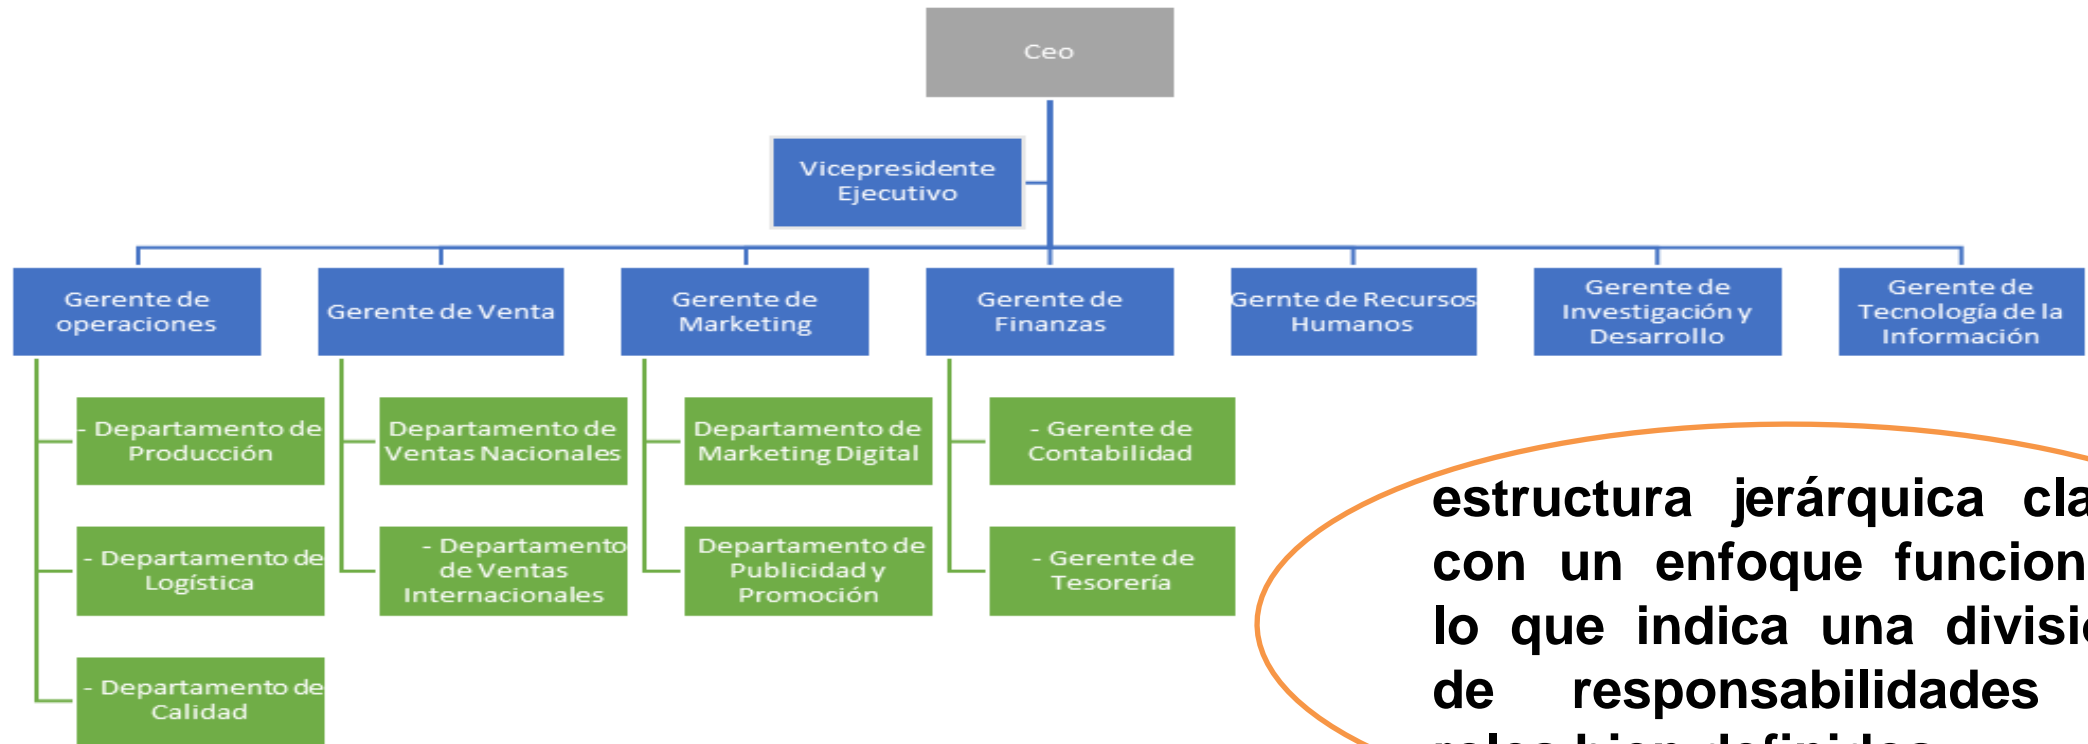 Ceo
Vicepresidente
Ejecutivo
Gerente de
operaciones
Gerente de Venta
Gerente de
Marketing
Gerente de
Finanzas
Gernte de Recursos
Humanos
Gerente de
Investigación y
Desarrollo
Gerente de
Tecnología de la
Información
- Departamento de
Producción
- Departamento de
Logística
- Departamento de
Calidad
Departamento de
Ventas Nacionales
- Departamento
de Ventas
Internacionales
Departamento de
Marketing Digital
Departamento de
Publicidad y
Promoción
- Gerente de
Contabilidad
- Gerente de
Tesorería
estructura jerárquica
con un enfoque
lo que indica una
de responsabilidades
bien